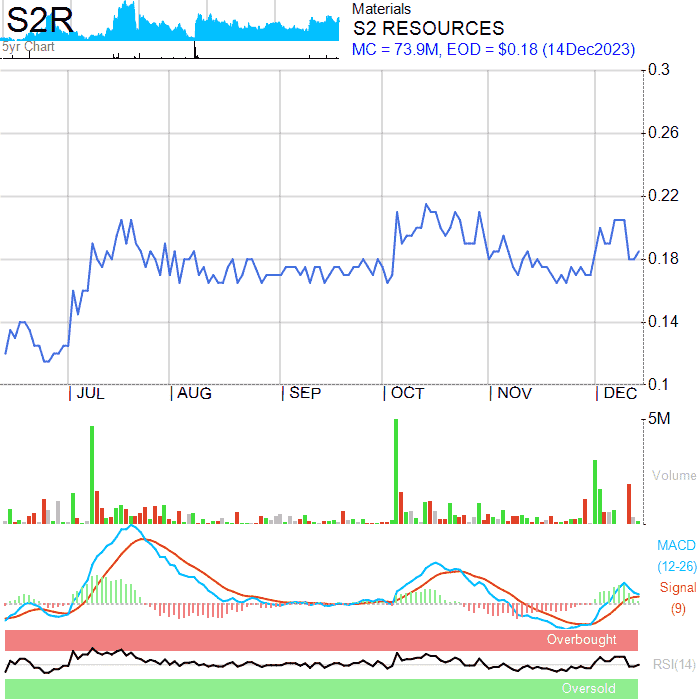 S2R
5yr Chart
Materials
S2 RESOURCES
MC = 73.9M, EOD = $0.18 (14Dec2023)
0.3
0.26
0.22
0.18
0.14
0.1
JUL AUG SEP OCT NOV DEC
5M
Volume
MACD
(12-26)
Signal
(9)
Overbought
RSI(14)
Oversold